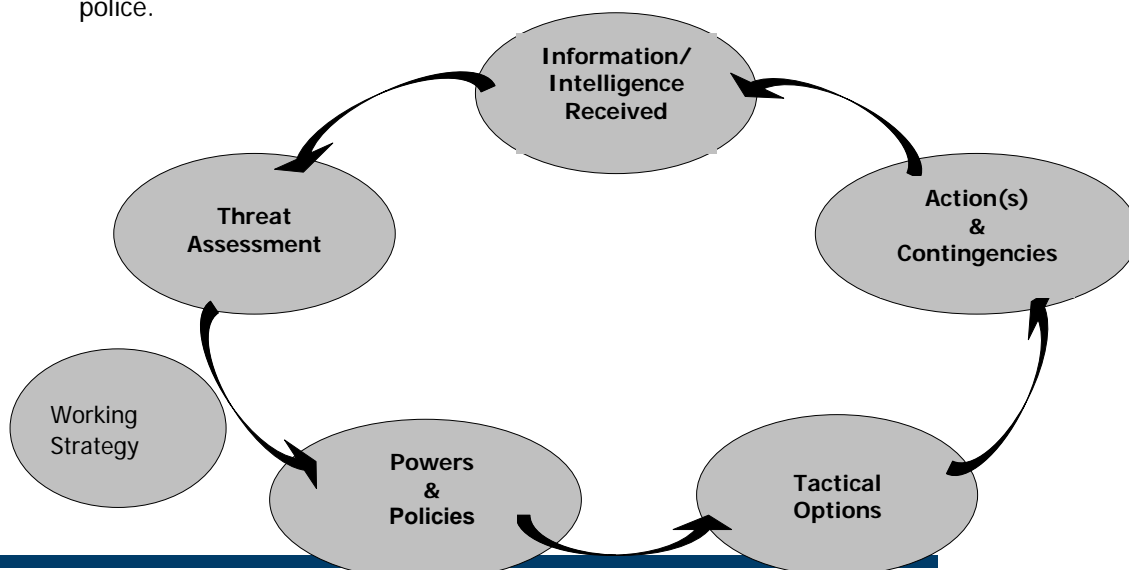 police.
Information/
Intelligence
Received
Threat
Assessment
Working
Strategy
Powers
&
Policies
Tactical
Options
Action(s)
&
Contingencies